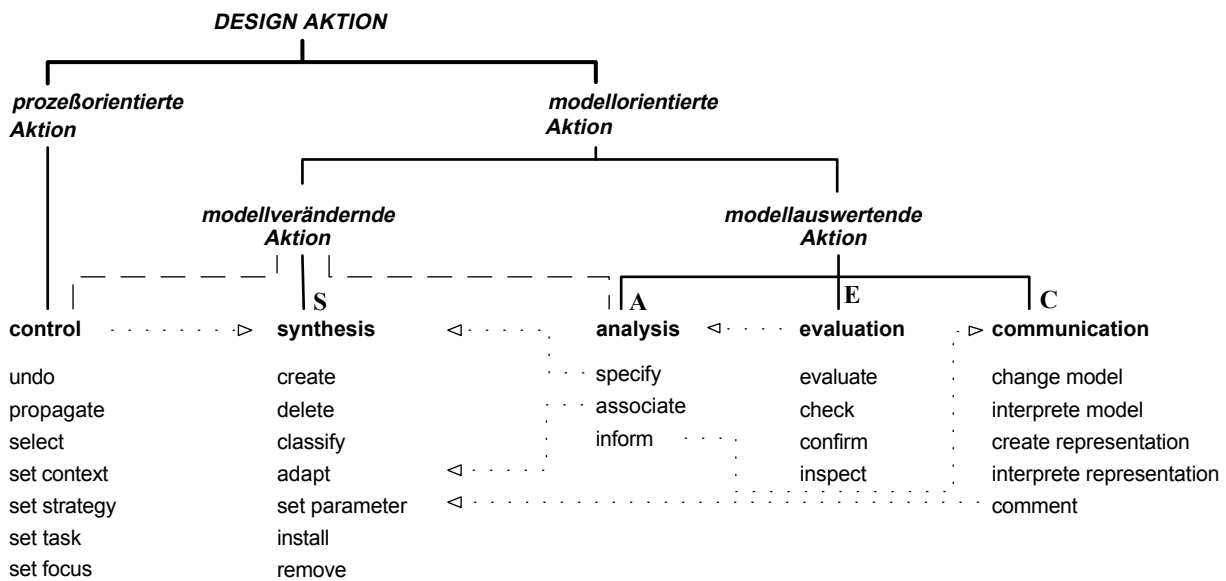 DESIGN AKTION
prozeßorientierte
Aktion
modellorientierte
Aktion
modellverändernde
Aktion
modellauswertende
Aktion
S
A
E
C
control
synthesis
analysis
evaluation
communication
undo
propagate
select
set context
set strategy
set task
set focus
create
delete
classify
adapt
set parameter
install
remove
specify
associate
inform
evaluate
check
confirm
inspect
change model
interprete model
create representation
interprete representation
comment